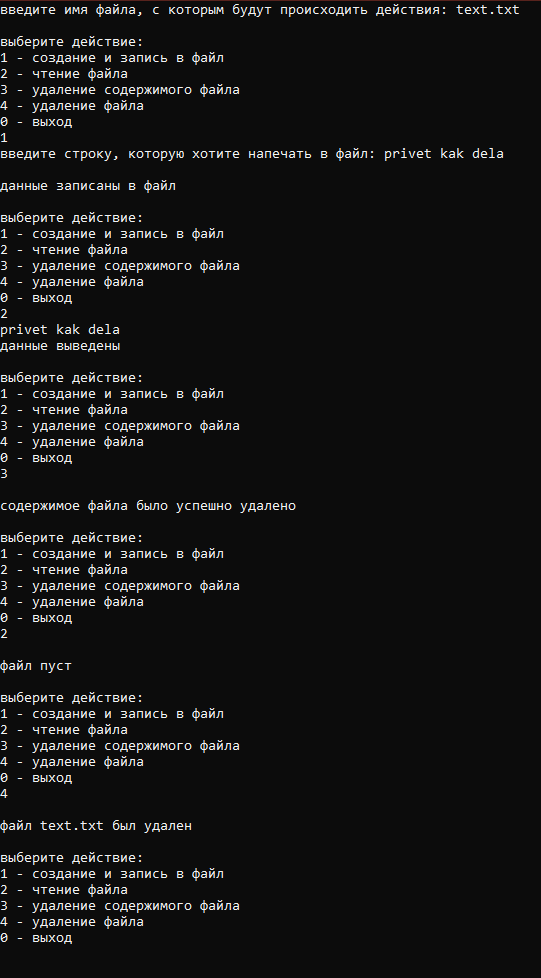 введите имя файла, с которым будут происходить действия: text.txt
выберите действие:
1 - создание и запись в файл
2 - чтение файла
3 - удаление содержимого файла
4 - удаление файла
0 - выход
1
введите строку, которую хотите напечать в файл: privet kak dela
данные записаны в файл
выберите действие:
1 - создание и запись в файл
2 - чтение файла
3 - удаление содержимого файла
4 - удаление файла
0 - выход
2
privet kak dela
данные выведены
выберите действие:
1 - создание и запись в файл
2 - чтение файла
3 - удаление содержимого файла
4 - удаление файла
0 - выход
3
содержимое файла было успешно удалено
выберите действие:
1 - создание и запись в файл
2 - чтение файла
3 - удаление содержимого файла
4 - удаление файла
0 - выход
2
файл пуст
выберите действие:
1 - создание и запись в файл
2 - чтение файла
3 - удаление содержимого файла
4 - удаление файла
0 - выход
4
файл text.txt был удален
выберите действие:
1 - создание и запись в файл
2 - чтение файла
3 - удаление содержимого файла
4 - удаление файла
0 - выход